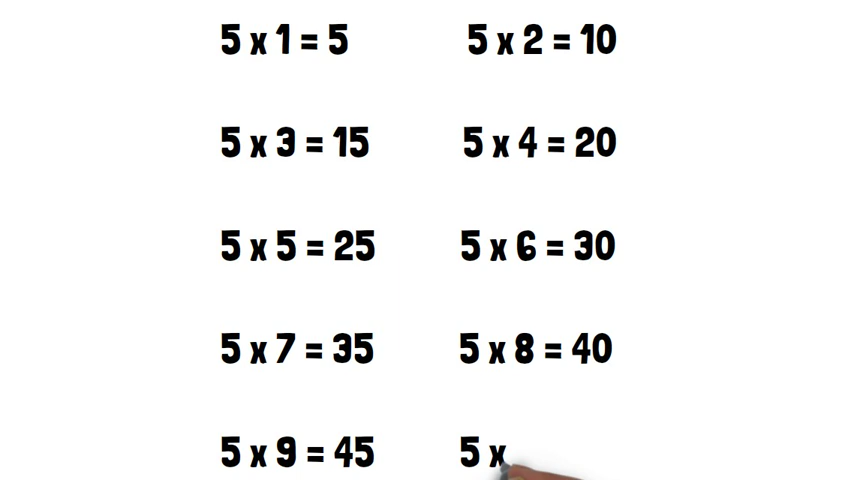 5 x 1 = 5 5 x 2 = 10
5 x 3 = 15 5 x 4 = 20
5 x 5 = 25 5 x 6 = 30
5 x 7 = 35 5 x 8 = 40
5 x 9 = 45 5 x